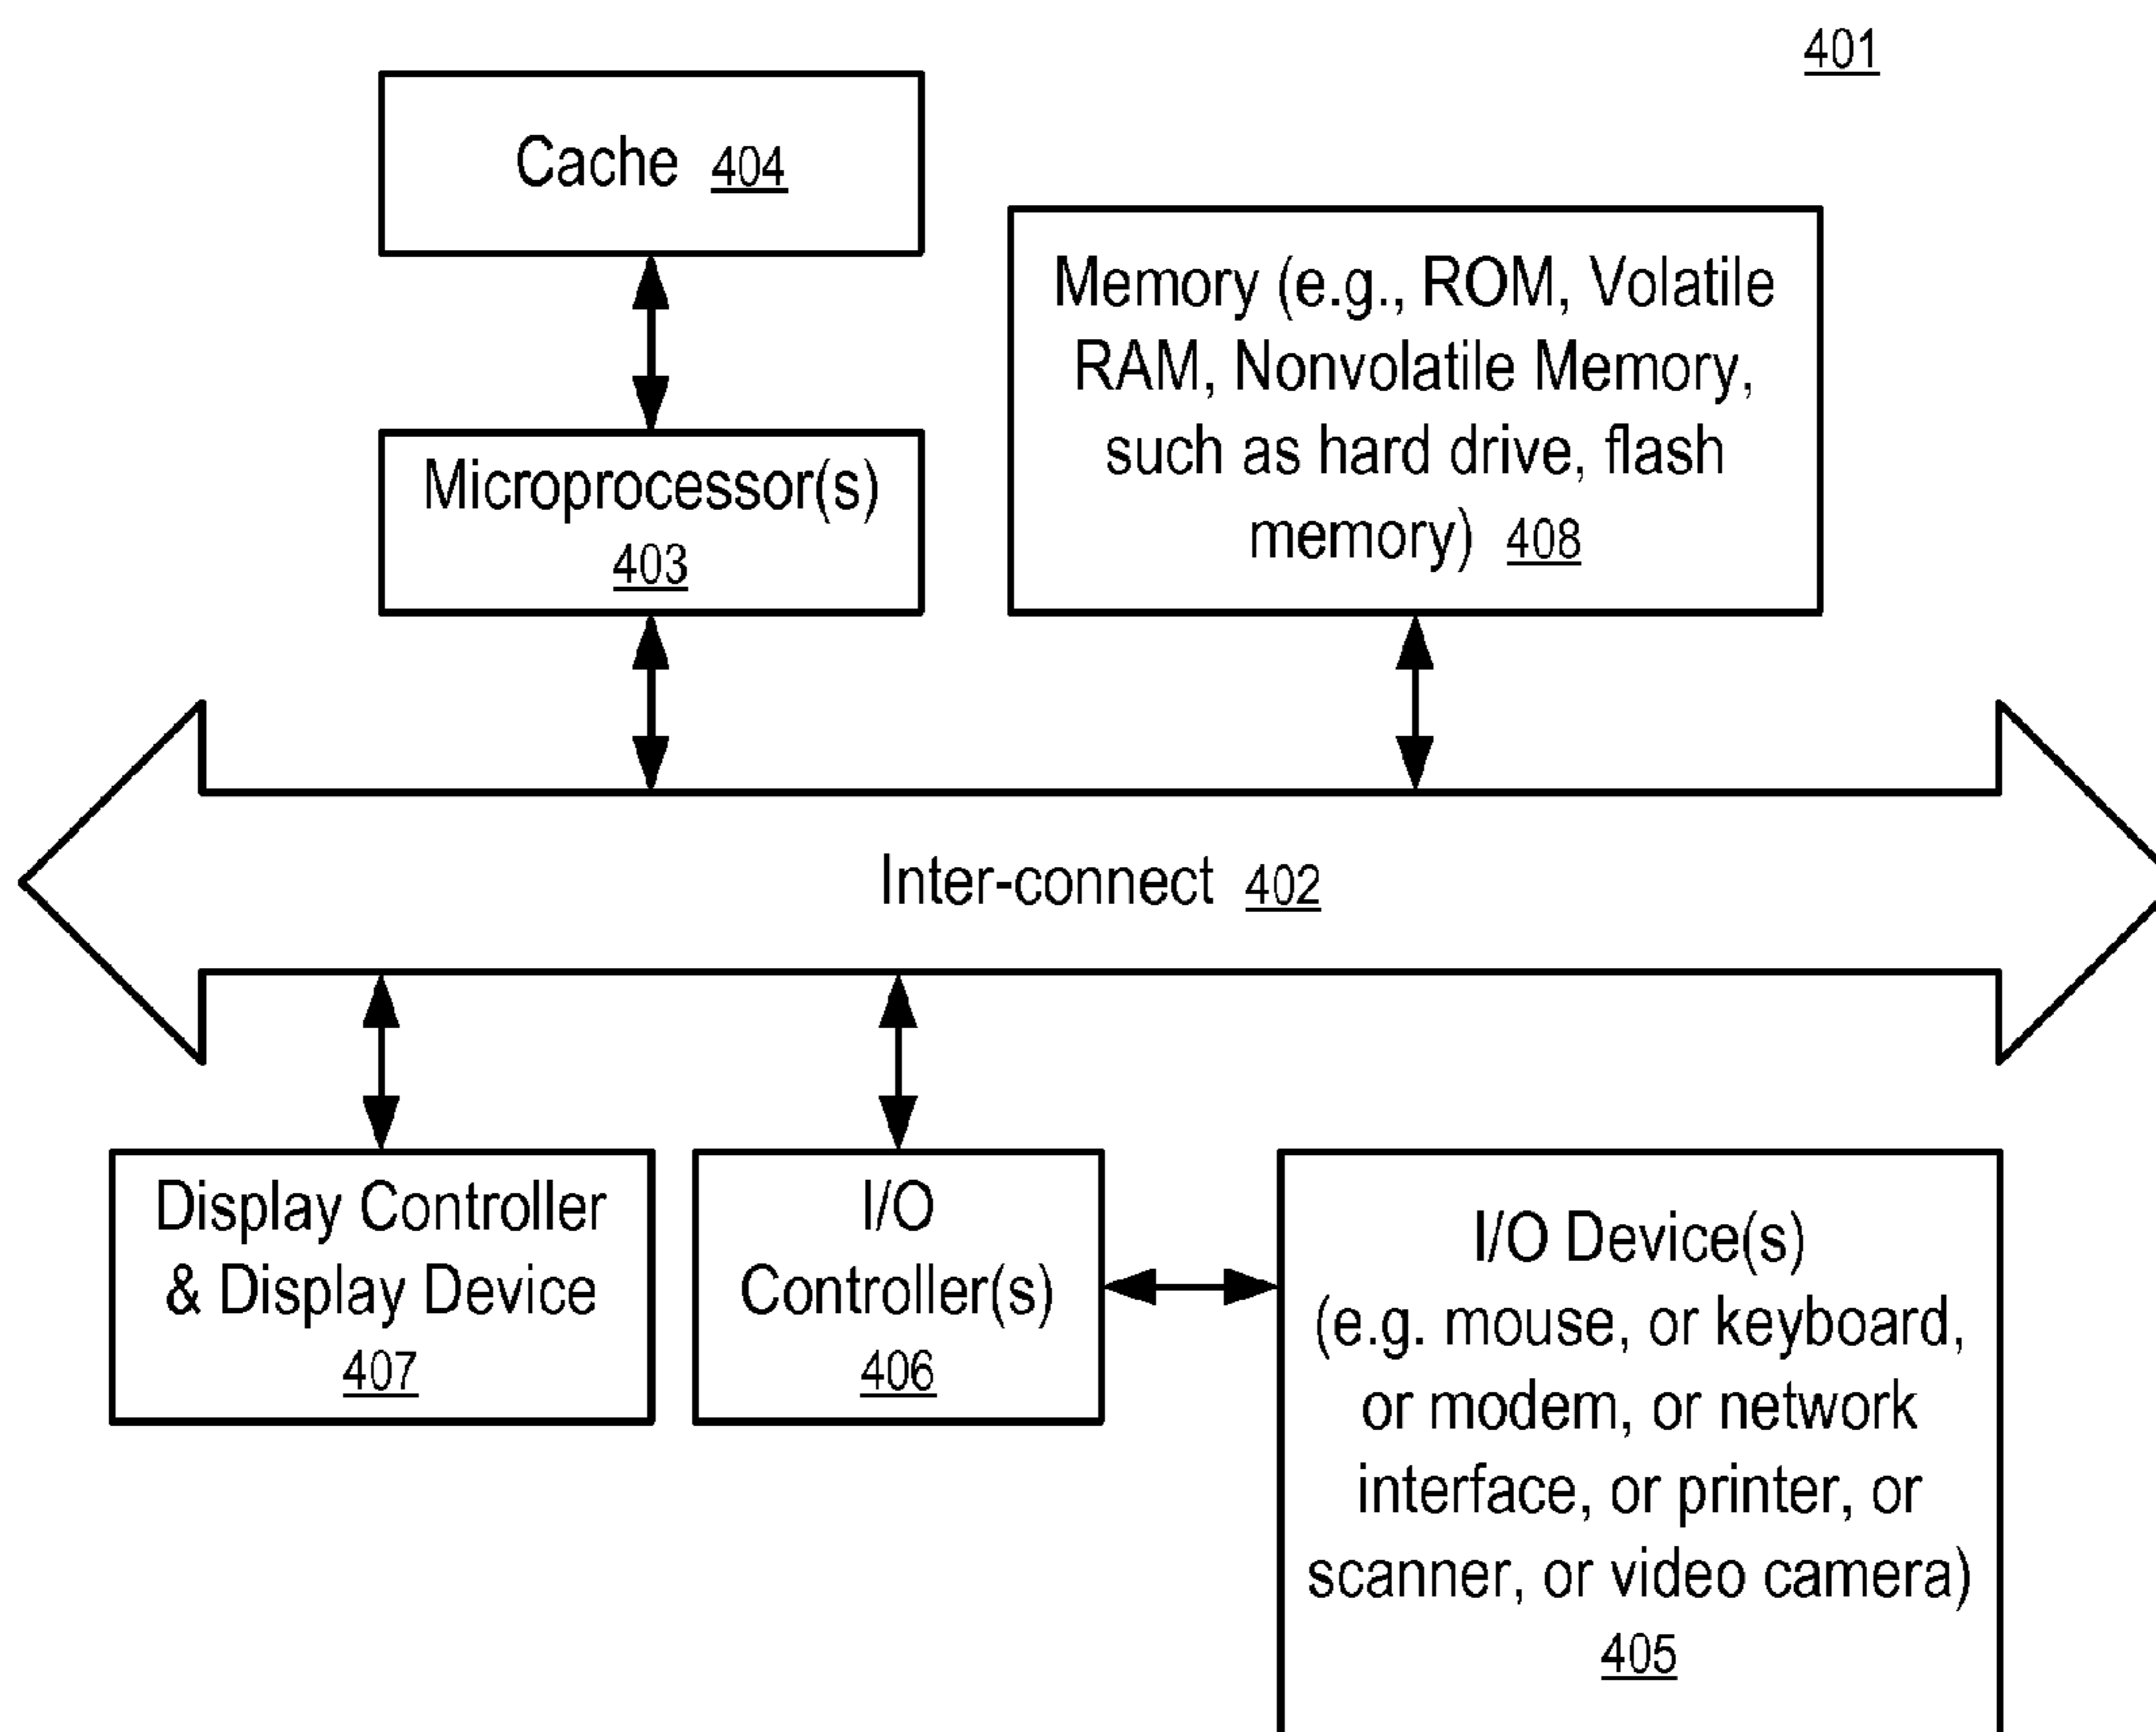 401
Cache 404
Memory (e.g., ROM, Volatile
RAM, Nonvolatile Memory,
such as hard drive, flash
memory) 408
Microprocessor(s)
403
Inter-connect 402
Display Controller
& Display Device
407
I/O
Controller(s)
406
I/O Device(s)
(e.g. mouse, or keyboard,
or modem, or network
interface, or printer, or
scanner, or video camera)
405